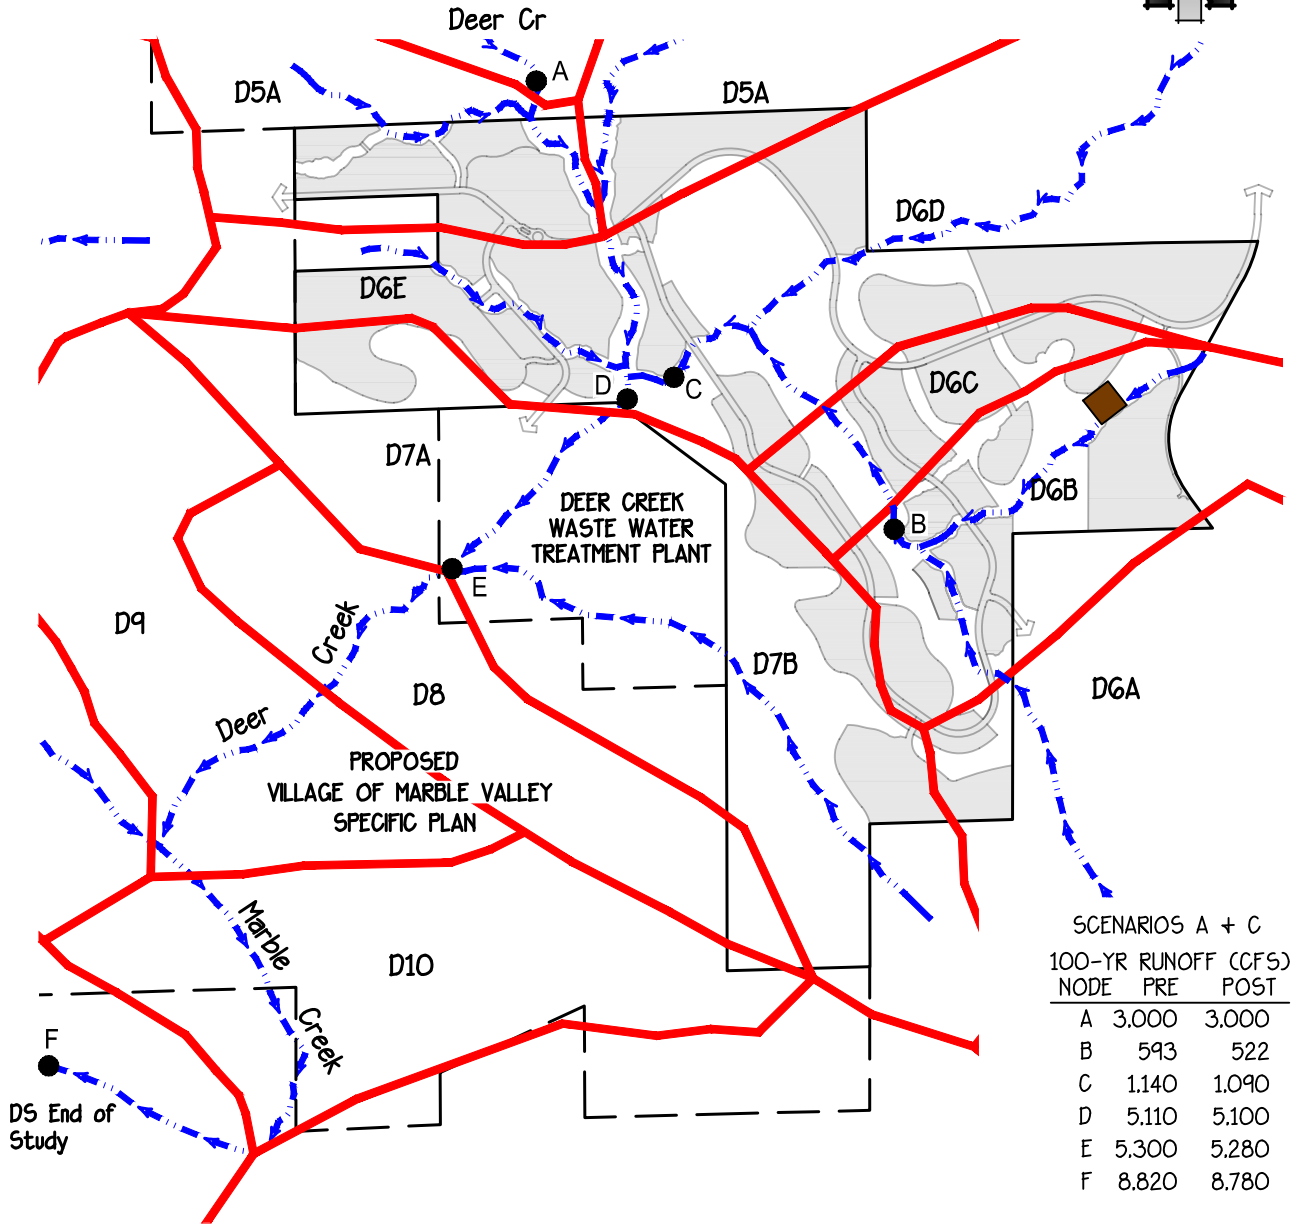 Deer Cr
A
D5A
D5A
D6D
D6E
D6C
D
C
D7A
D6B
DEER CREEK
WASTE WATER
TREATMENT PLANT
B
E
D9
Creek
D7B
D8
D6A
Deer
PROPOSED
VILLAGE OF MARBLE VALLEY
SPECIFIC PLAN
Marble
D10
Creek
F
DS End of
Study
SCENARIOS A + C
100-YR RUNOFF (CFS)
NODE PRE POST
A 3,000 3,000
B 593 522
C 1,140 1,090
D 5,110 5,100
E 5,300 5,280
F 8,820 8,780